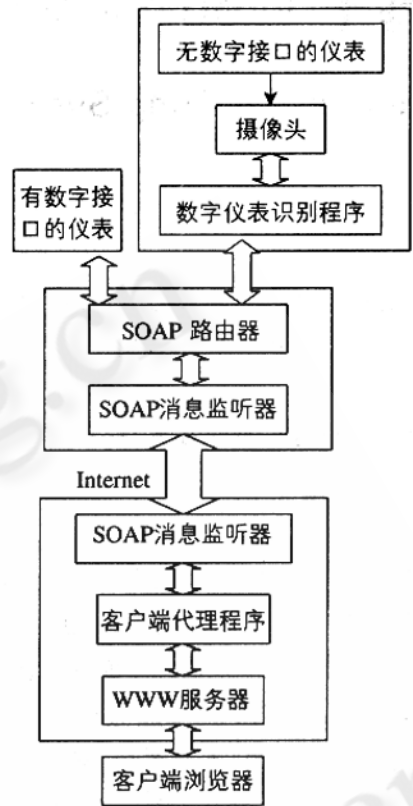 无数字接口的仪表
摄像头
有数字接
口的仪表
数字仪表识别程序
SOAP 路由器
SOAP消息监听器
Internet
SOAP消息监听器
客户端代理程序
WWW服务器
客户端浏览器